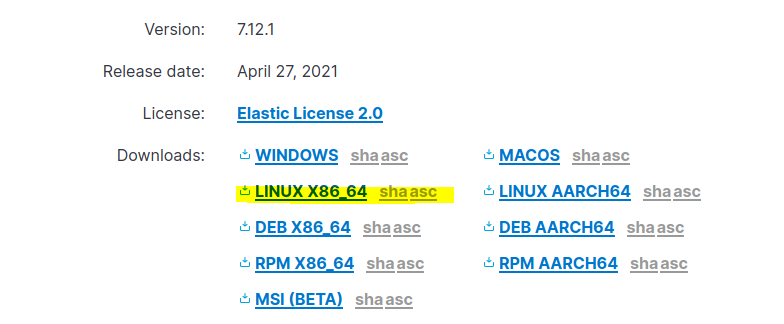 Version: 7.12.1
Release date: April 27, 2021
License: Elastic License 2.0
Downloads: WINDOWS sha asc MACOS sha asc
LINUX X86_64 sha asc LINUX AARCH64 sha asc
DEB X86_64 sha asc DEB AARCH64 sha asc
RPM X86_64 sha asc RPM AARCH64 sha asc
MSI (BETA) sha asc